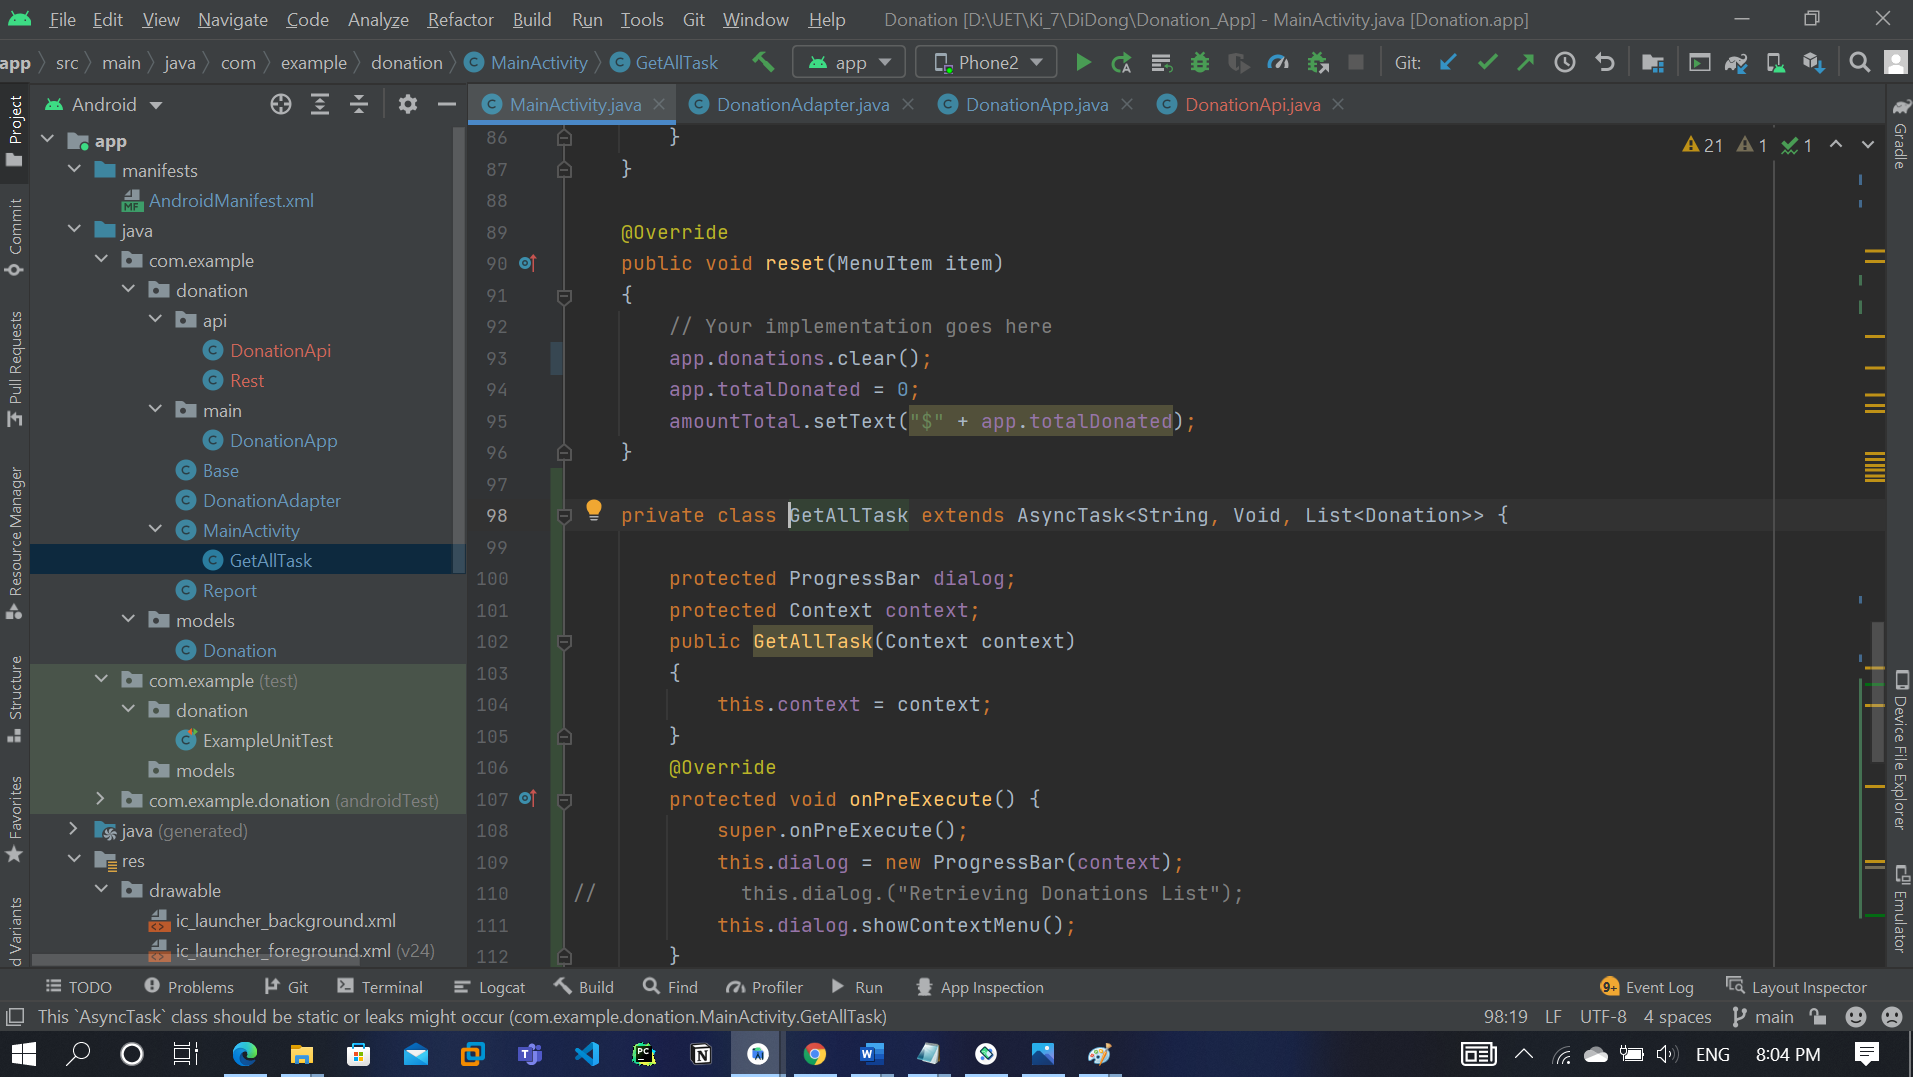 File Edit View Navigate Code Analyze Refactor Build Run Tools Git Window Help Donation [D:\UET\Ki_7\DiDong\Donation_App] - MainActivity.java [Donation.app]
app src main java com example donation MainActivity GetAllTask app Phone2 Git:
Project
Android
MainActivity.java DonationAdapter.java DonationApp.java DonationApi.java
Gradle
21 1 1
app
manifests
AndroidManifest.xml
java
com.example
donation
api
DonationApi
Rest
main
DonationApp
Base
DonationAdapter
MainActivity
GetAllTask
Report
models
Donation
com.example (test)
donation
ExampleUnitTest
models
com.example.donation (androidTest)
java (generated)
res
drawable
ic_launcher_background.xml
ic_launcher_foreground.xml (v24)
Commit
Pull Requests
Resource Manager
Structure
Favorites
d Variants
86 }
87 }
88
89 @Override
90 public void reset(MenuItem item)
91 {
92 // Your implementation goes here
93 app.donations.clear();
94 app.totalDonated = 0;
95 amountTotal.setText("$" + app.totalDonated);
96 }
97
98 private class GetAllTask extends AsyncTask<String, Void, List<Donation>> {
99
100 protected ProgressBar dialog;
101 protected Context context;
102 public GetAllTask(Context context)
103 {
104 this.context = context;
105 }
106 @Override
107 protected void onPreExecute() {
108 super.onPreExecute();
109 this.dialog = new ProgressBar(context);
110 // this.dialog.("Retrieving Donations List");
111 this.dialog.showContextMenu();
112 }
Device File Explorer
Emulator
TODO Problems Git Terminal Logcat Build Find Profiler Run App Inspection 9+ Event Log Layout Inspector
This `AsyncTask` class should be static or leaks might occur (com.example.donation.MainActivity.GetAllTask) 98:19 LF UTF-8 4 spaces main
ENG 8:04 PM